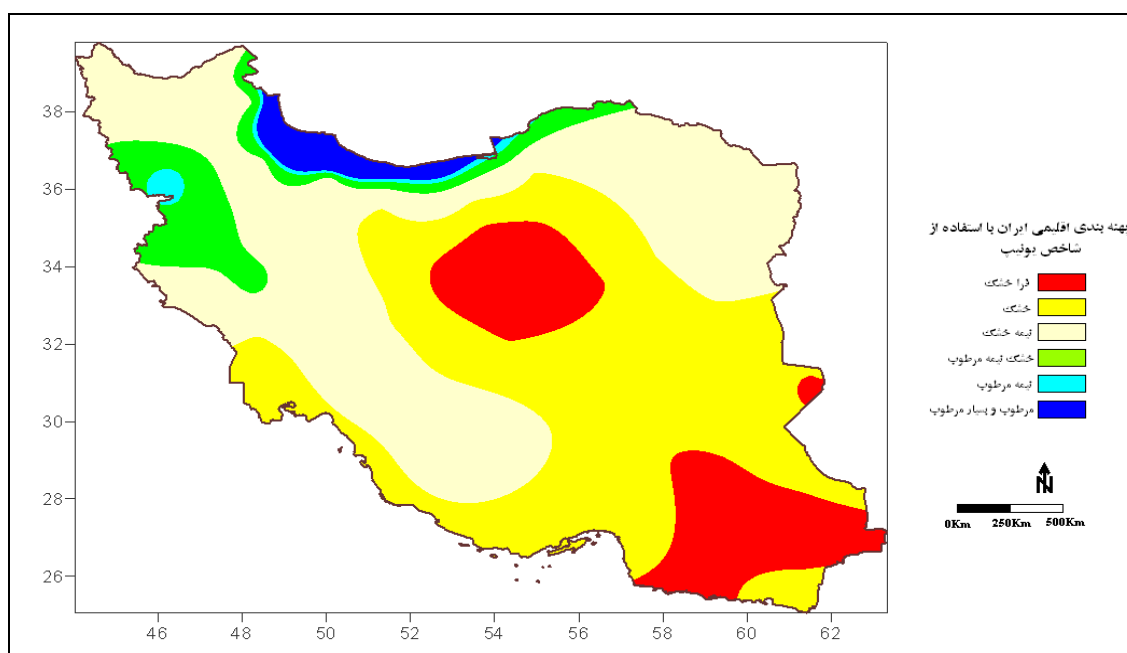 38
36
34
32
30
28
26
46 48 50 52 54 56 58 60 62
پهنه بندی اقلیمی ایران با استفاده از
شاخص یونیپ
فرا خشک
خشک
نیمه خشک
خشک نیمه مرطوب
نیمه مرطوب
مرطوب و بسیار مرطوب
N
0Km 250Km 500Km